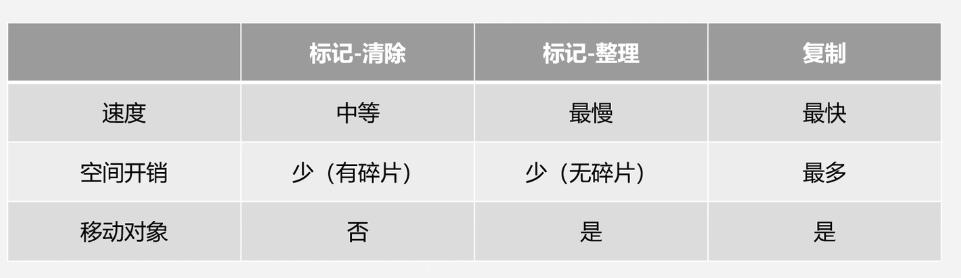 标记-清除 标记-整理 复制
速度 中等 最慢 最快
空间开销 少（有碎片） 少（无碎片） 最多
移动对象 否 是 是